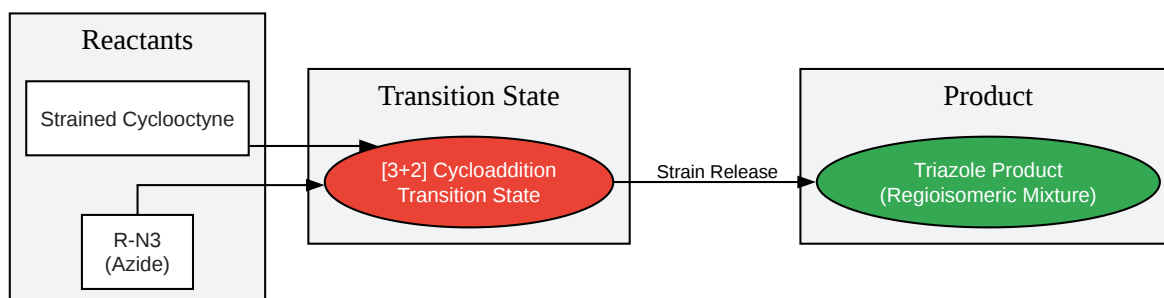 Reactants
Strained Cyclooctyne
R-N3
(Azide)
Transition State
[3+2] Cycloaddition
Transition State
Strain Release
Product
Triazole Product
(Regioisomeric Mixture)